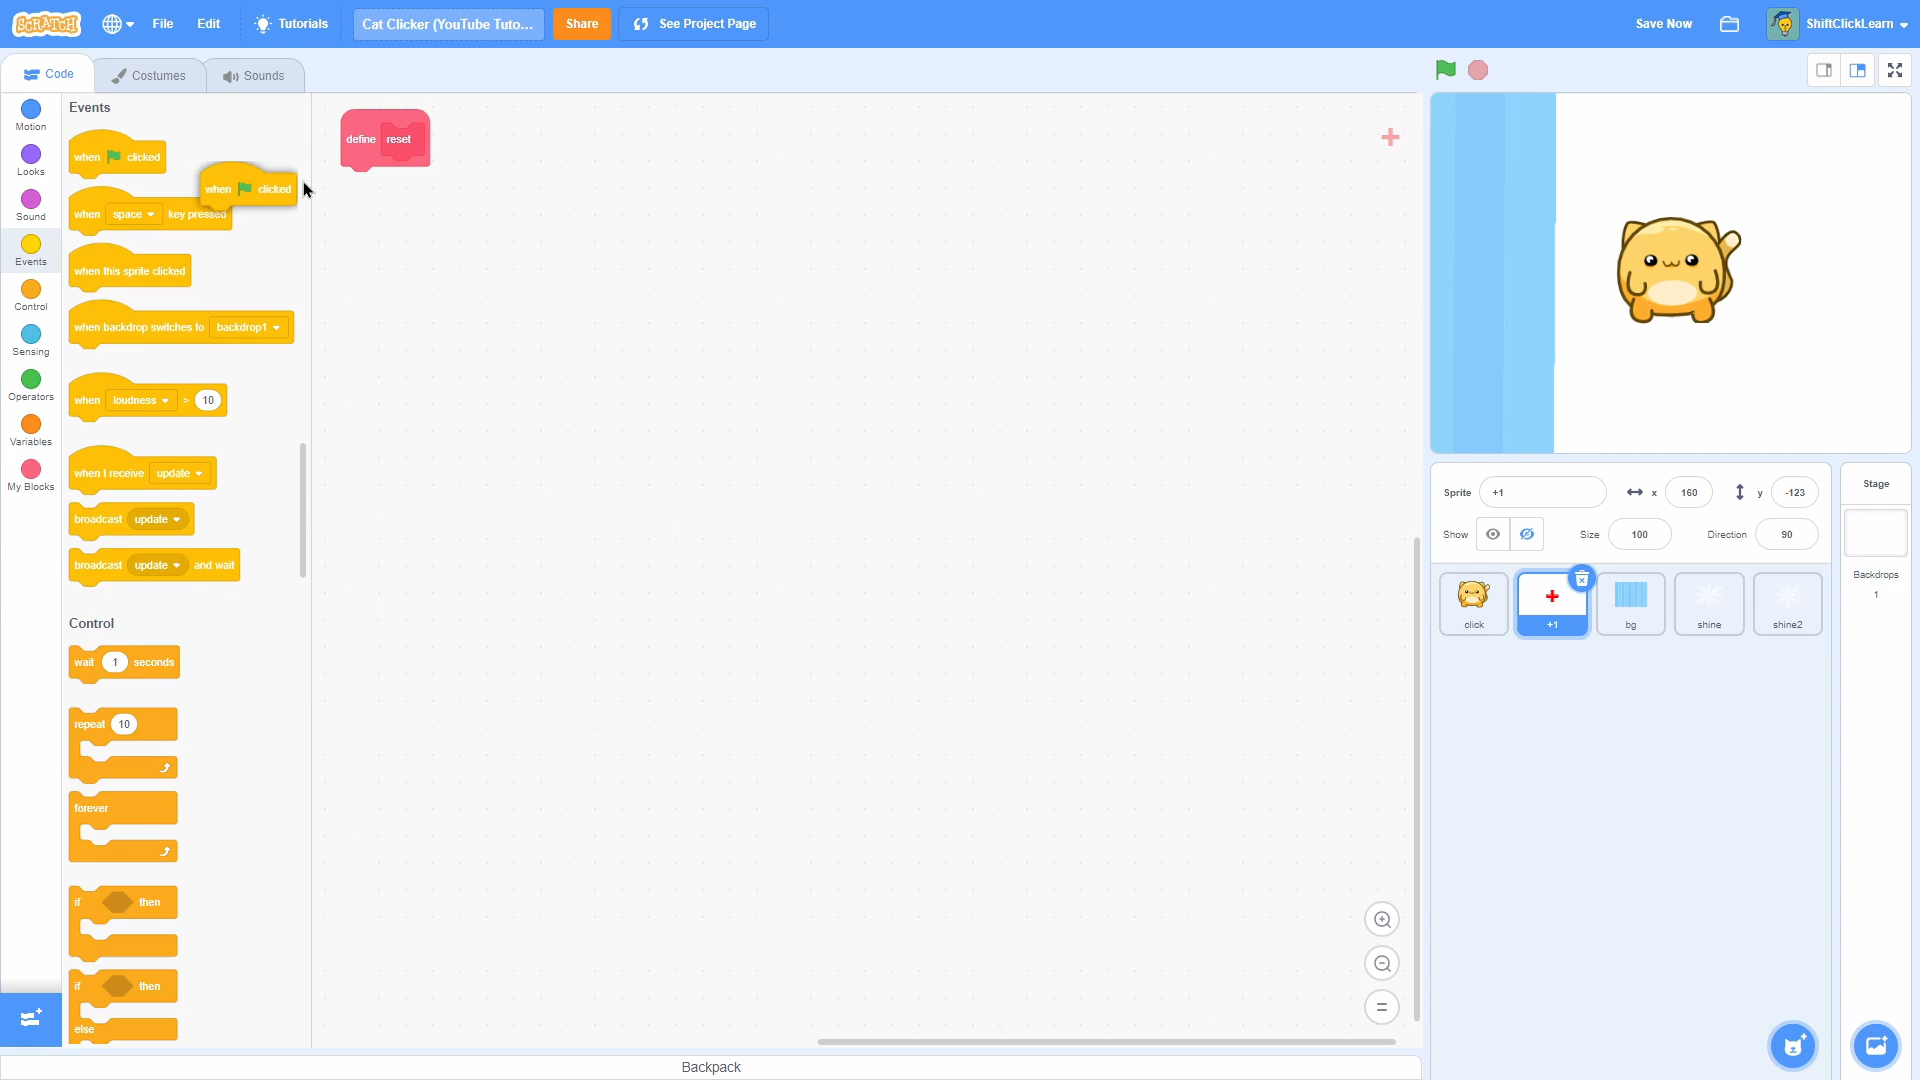 SCRATCH File Edit Tutorials Cat Clicker (YouTube Tuto... Share See Project Page Save Now ShiftClickLearn
Code Costumes Sounds
Motion
Looks
Sound
Events
Control
Sensing
Operators
Variables
My Blocks
Events
when clicked
when clicked
when space key pressed
when this sprite clicked
when backdrop switches to backdrop1
when loudness > 10
when I receive update
broadcast update
broadcast update and wait
Control
wait 1 seconds
repeat 10
forever
if then
if then
else
define reset
Sprite +1 x 160 y -123
Show Size 100 Direction 90
click +1 bg shine shine2
Stage
Backdrops
1
Backpack